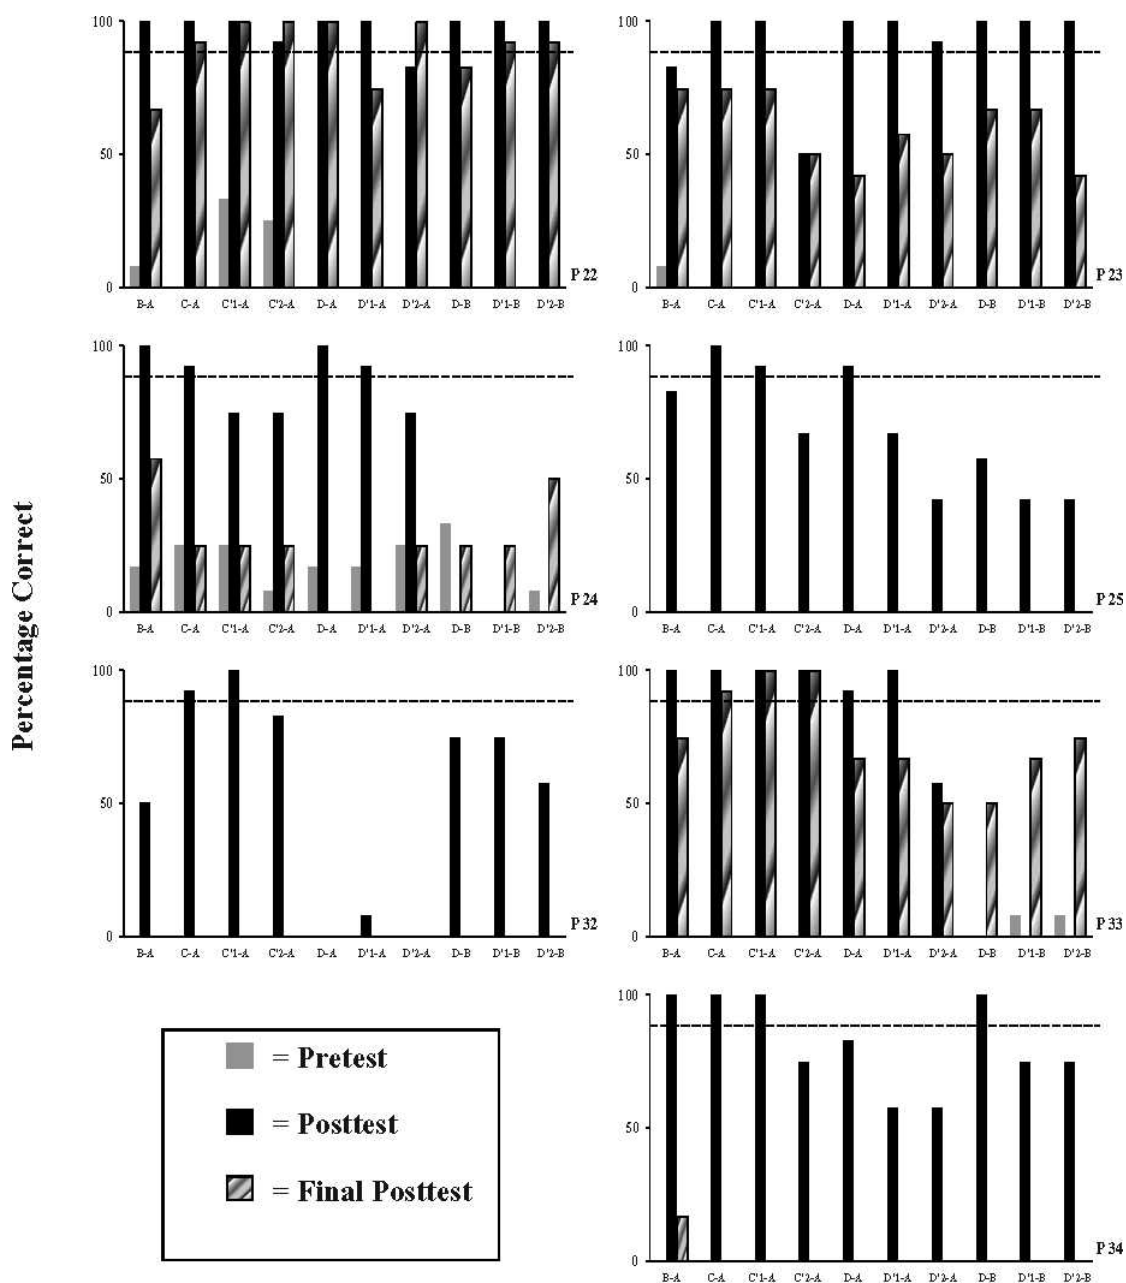 100
50
0
B-A C-A C'1-A C'2-A D-A D'1-A D'2-A D-B D'1-B D'2-B
P 22
100
50
0
B-A C-A C'1-A C'2-A D-A D'1-A D'2-A D-B D'1-B D'2-B
P 23
100
50
0
B-A C-A C'1-A C'2-A D-A D'1-A D'2-A D-B D'1-B D'2-B
P 24
100
50
0
B-A C-A C'1-A C'2-A D-A D'1-A D'2-A D-B D'1-B D'2-B
P 25
Percentage Correct
100
50
0
B-A C-A C'1-A C'2-A D-A D'1-A D'2-A D-B D'1-B D'2-B
P 32
100
50
0
B-A C-A C'1-A C'2-A D-A D'1-A D'2-A D-B D'1-B D'2-B
P 33
= Pretest
= Posttest
= Final Posttest
100
50
0
B-A C-A C'1-A C'2-A D-A D'1-A D'2-A D-B D'1-B D'2-B
P 34